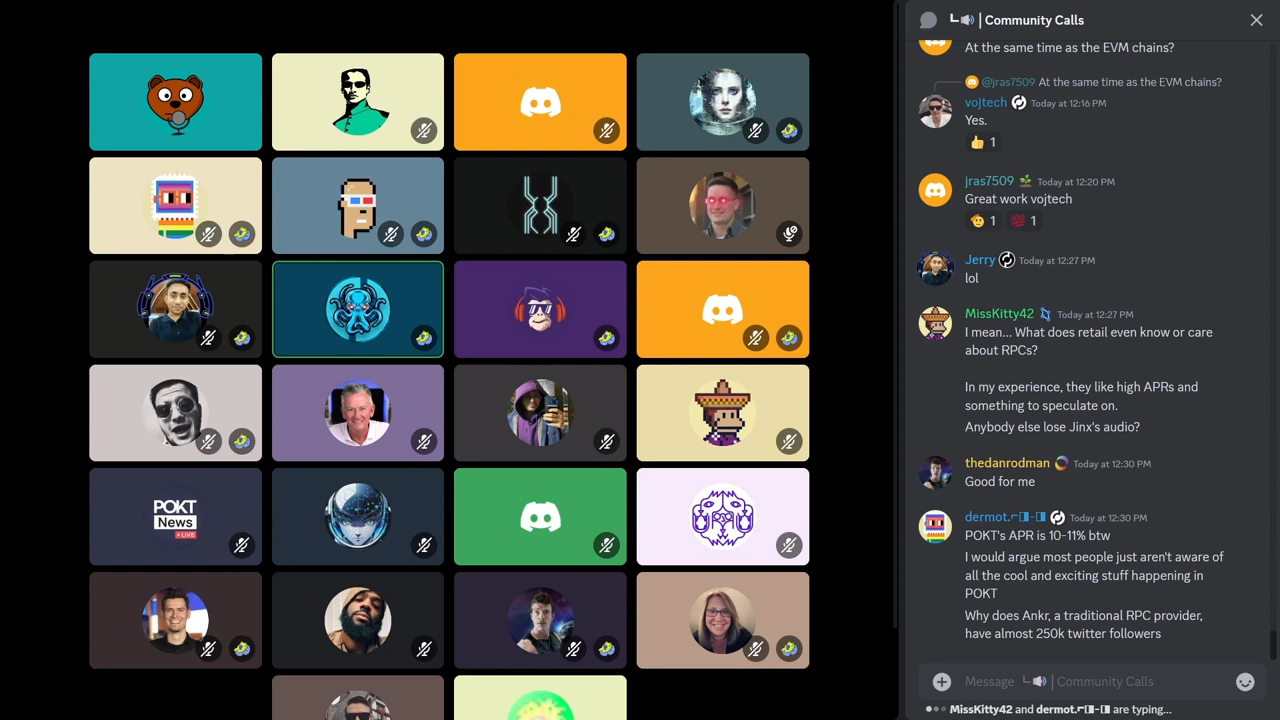 Community Calls
At the same time as the EVM chains?
@jras7509 At the same time as the EVM chains?
vojtech Today at 12:16 PM
Yes.
1
jras7509 Today at 12:20 PM
Great work vojtech
1 1
Jerry Today at 12:27 PM
lol
MissKitty42 Today at 12:27 PM
I mean... What does retail even know or care
about RPCs?
In my experience, they like high APRs and
something to speculate on.
Anybody else lose Jinx's audio?
thedanrodman Today at 12:30 PM
Good for me
dermot. Today at 12:30 PM
POKT's APR is 10-11% btw
I would argue most people just aren't aware of
all the cool and exciting stuff happening in
POKT
Why does Ankr, a traditional RPC provider,
have almost 250k twitter followers
Message Community Calls
MissKitty42 and dermot. are typing...
POKT
News
LIVE